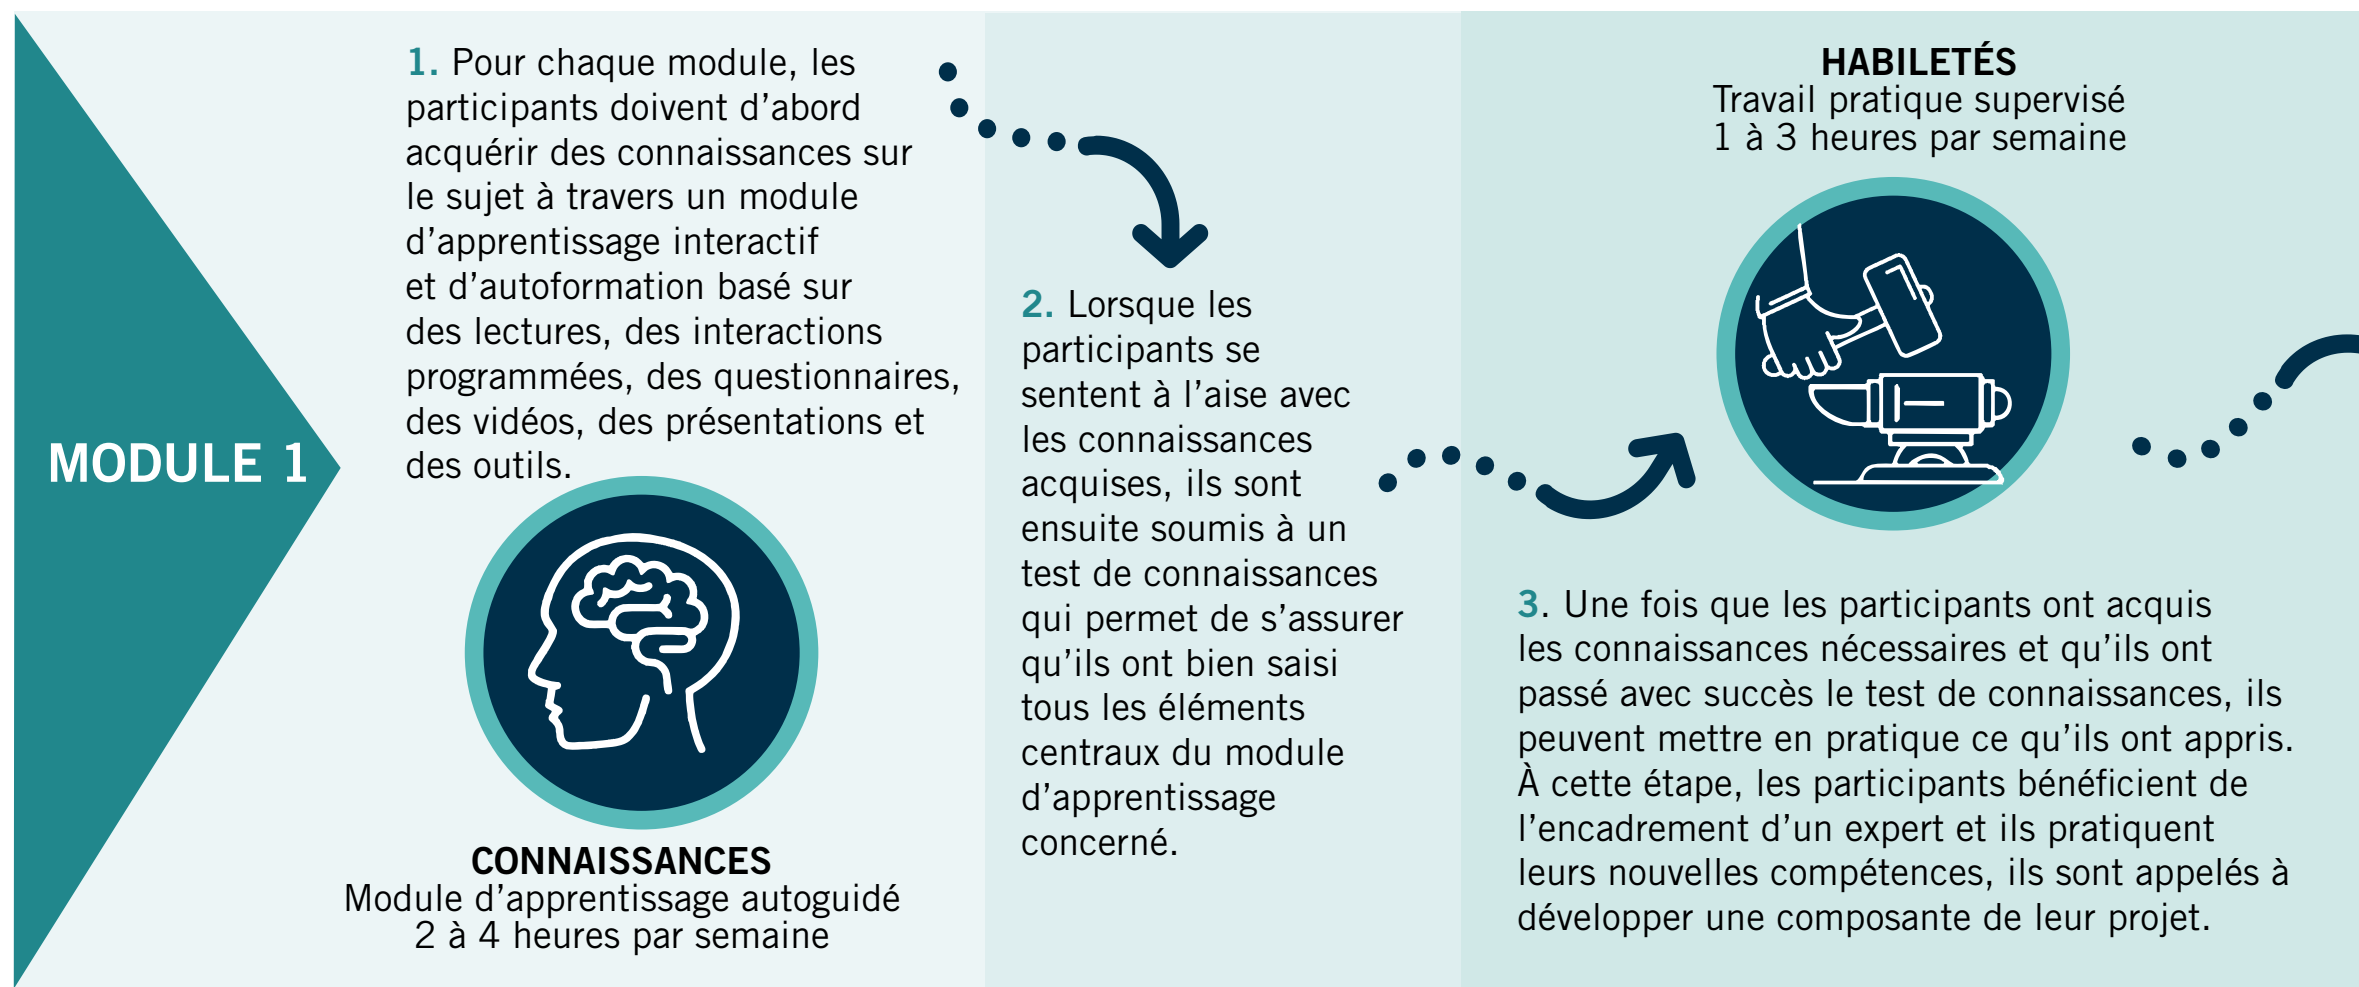 MODULE 1
1. Pour chaque module, les
participants doivent d’abord
acquérir des connaissances sur
le sujet à travers un module
d’apprentissage interactif
et d’autoformation basé sur
des lectures, des interactions
programmées, des questionnaires,
des vidéos, des présentations et
des outils.
CONNAISSANCES
Module d’apprentissage autoguidé
2 à 4 heures par semaine
2. Lorsque les
participants se
sentent à l’aise avec
les connaissances
acquises, ils sont
ensuite soumis à un
test de connaissances
qui permet de s’assurer
qu’ils ont bien saisi
tous les éléments
centraux du module
d’apprentissage
concerné.
HABILETÉS
Travail pratique supervisé
1 à 3 heures par semaine
3. Une fois que les participants ont acquis
les connaissances nécessaires et qu’ils ont
passé avec succès le test de connaissances, ils
peuvent mettre en pratique ce qu’ils ont appris.
À cette étape, les participants bénéficient de
l’encadrement d’un expert et ils pratiquent
leurs nouvelles compétences, ils sont appelés à
développer une composante de leur projet.